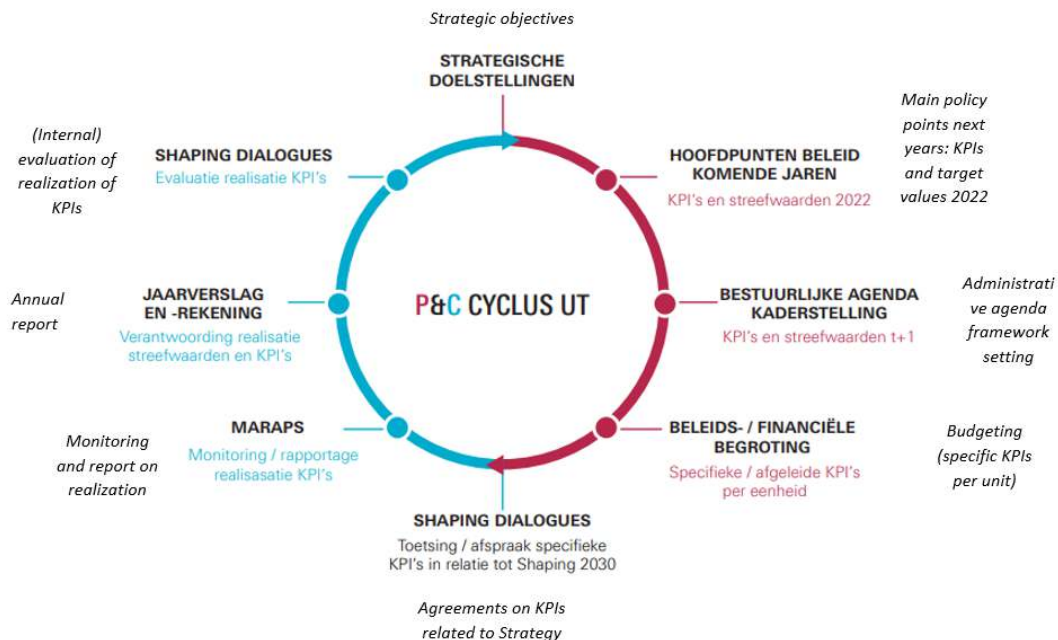 Strategic objectives
STRATEGISCHE
DOELSTELLINGEN
(Internal)
evaluation of
realization of
KPIs
SHAPING DIALOGUES
Evaluatie realisatie KPI's
HOOFDPUNTEN BELEID
KOMENDE JAREN
KPI's en streefwaarden 2022
Main policy
points next
years: KPIs
and target
values 2022
Annual
report
JAARVERSLAG
EN -REKENING
Verantwoording realisatie
streefwaarden en KPI's
P&C CYCLUS UT
BESTUURLIJKE AGENDA
KADERSTELLING
KPI's en streefwaarden t+1
Administrati
ve agenda
framework
setting
Monitoring
and report on
realization
MARAPS
Monitoring / rapportage
realisasatie KPI's
BELEIDS- / FINANCIËLE
BEGROTING
Specifieke / afgeleide KPI's
per eenheid
Budgeting
(specific KPIs
per unit)
SHAPING DIALOGUES
Toetsing / afspraak specifieke
KPI's in relatie tot Shaping 2030
Agreements on KPIs
related to Strategy